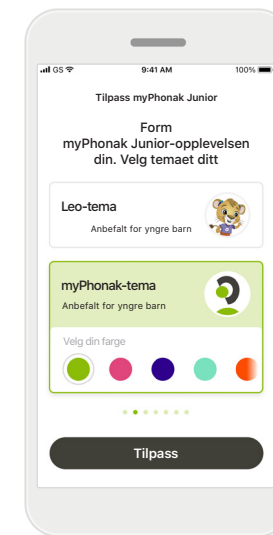 GS 9:41 AM 100%
Tilpass myPhonak Junior
Form
myPhonak Junior-opplevelsen
din. Velg temaet ditt
Leo-tema
Anbefalt for yngre barn
myPhonak-tema
Anbefalt for yngre barn
Velg din farge
Tilpass